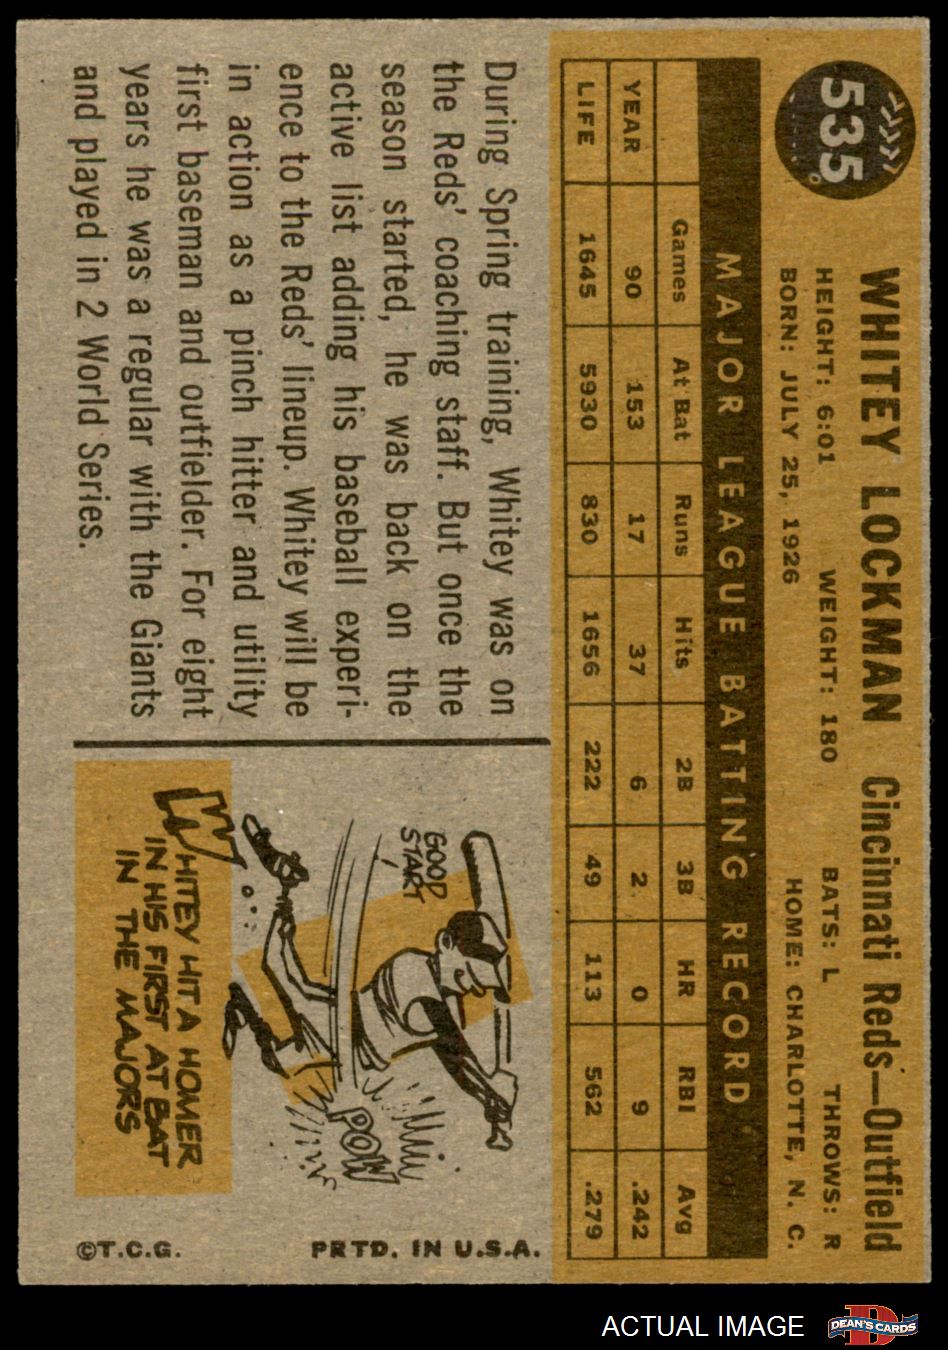 535
WHITEY LOCKMAN Cincinnati Reds—Outfield
HEIGHT: 6:01 WEIGHT: 180 BATS: L THROWS: R
BORN: JULY 25, 1926 HOME: CHARLOTTE, N. C.
MAJOR LEAGUE BATTING RECORD
Games At Bat Runs Hits 2B 3B HR RBI Avg
YEAR 90 153 17 37 6 2 0 9 .242
LIFE 1645 5930 830 1656 222 49 113 562 .279
During Spring training, Whitey was on
the Reds' coaching staff. But once the
season started, he was back on the
active list adding his baseball experi-
ence to the Reds' lineup. Whitey will be
in action as a pinch hitter and utility
first baseman and outfielder. For eight
years he was a regular with the Giants
and played in 2 World Series.
GOOD
START
POW
WHITEY HIT A HOMER
IN HIS FIRST AT BAT
IN THE MAJORS
©T.C.G. PRTD. IN U.S.A.
ACTUAL IMAGE
D
DEAN'S CARDS